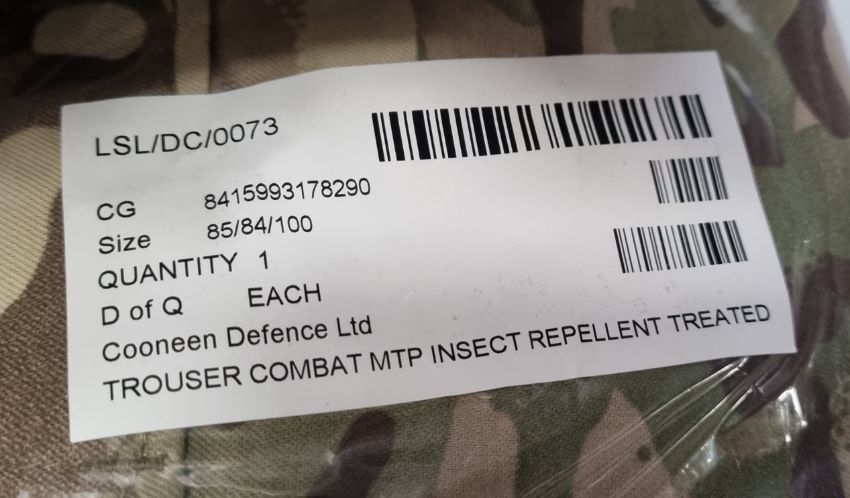 LSL/DC/0073
CG 8415993178290
Size 85/84/100
QUANTITY 1
D of Q EACH
Cooneen Defence Ltd
TROUSER COMBAT MTP INSECT REPELLENT TREATED